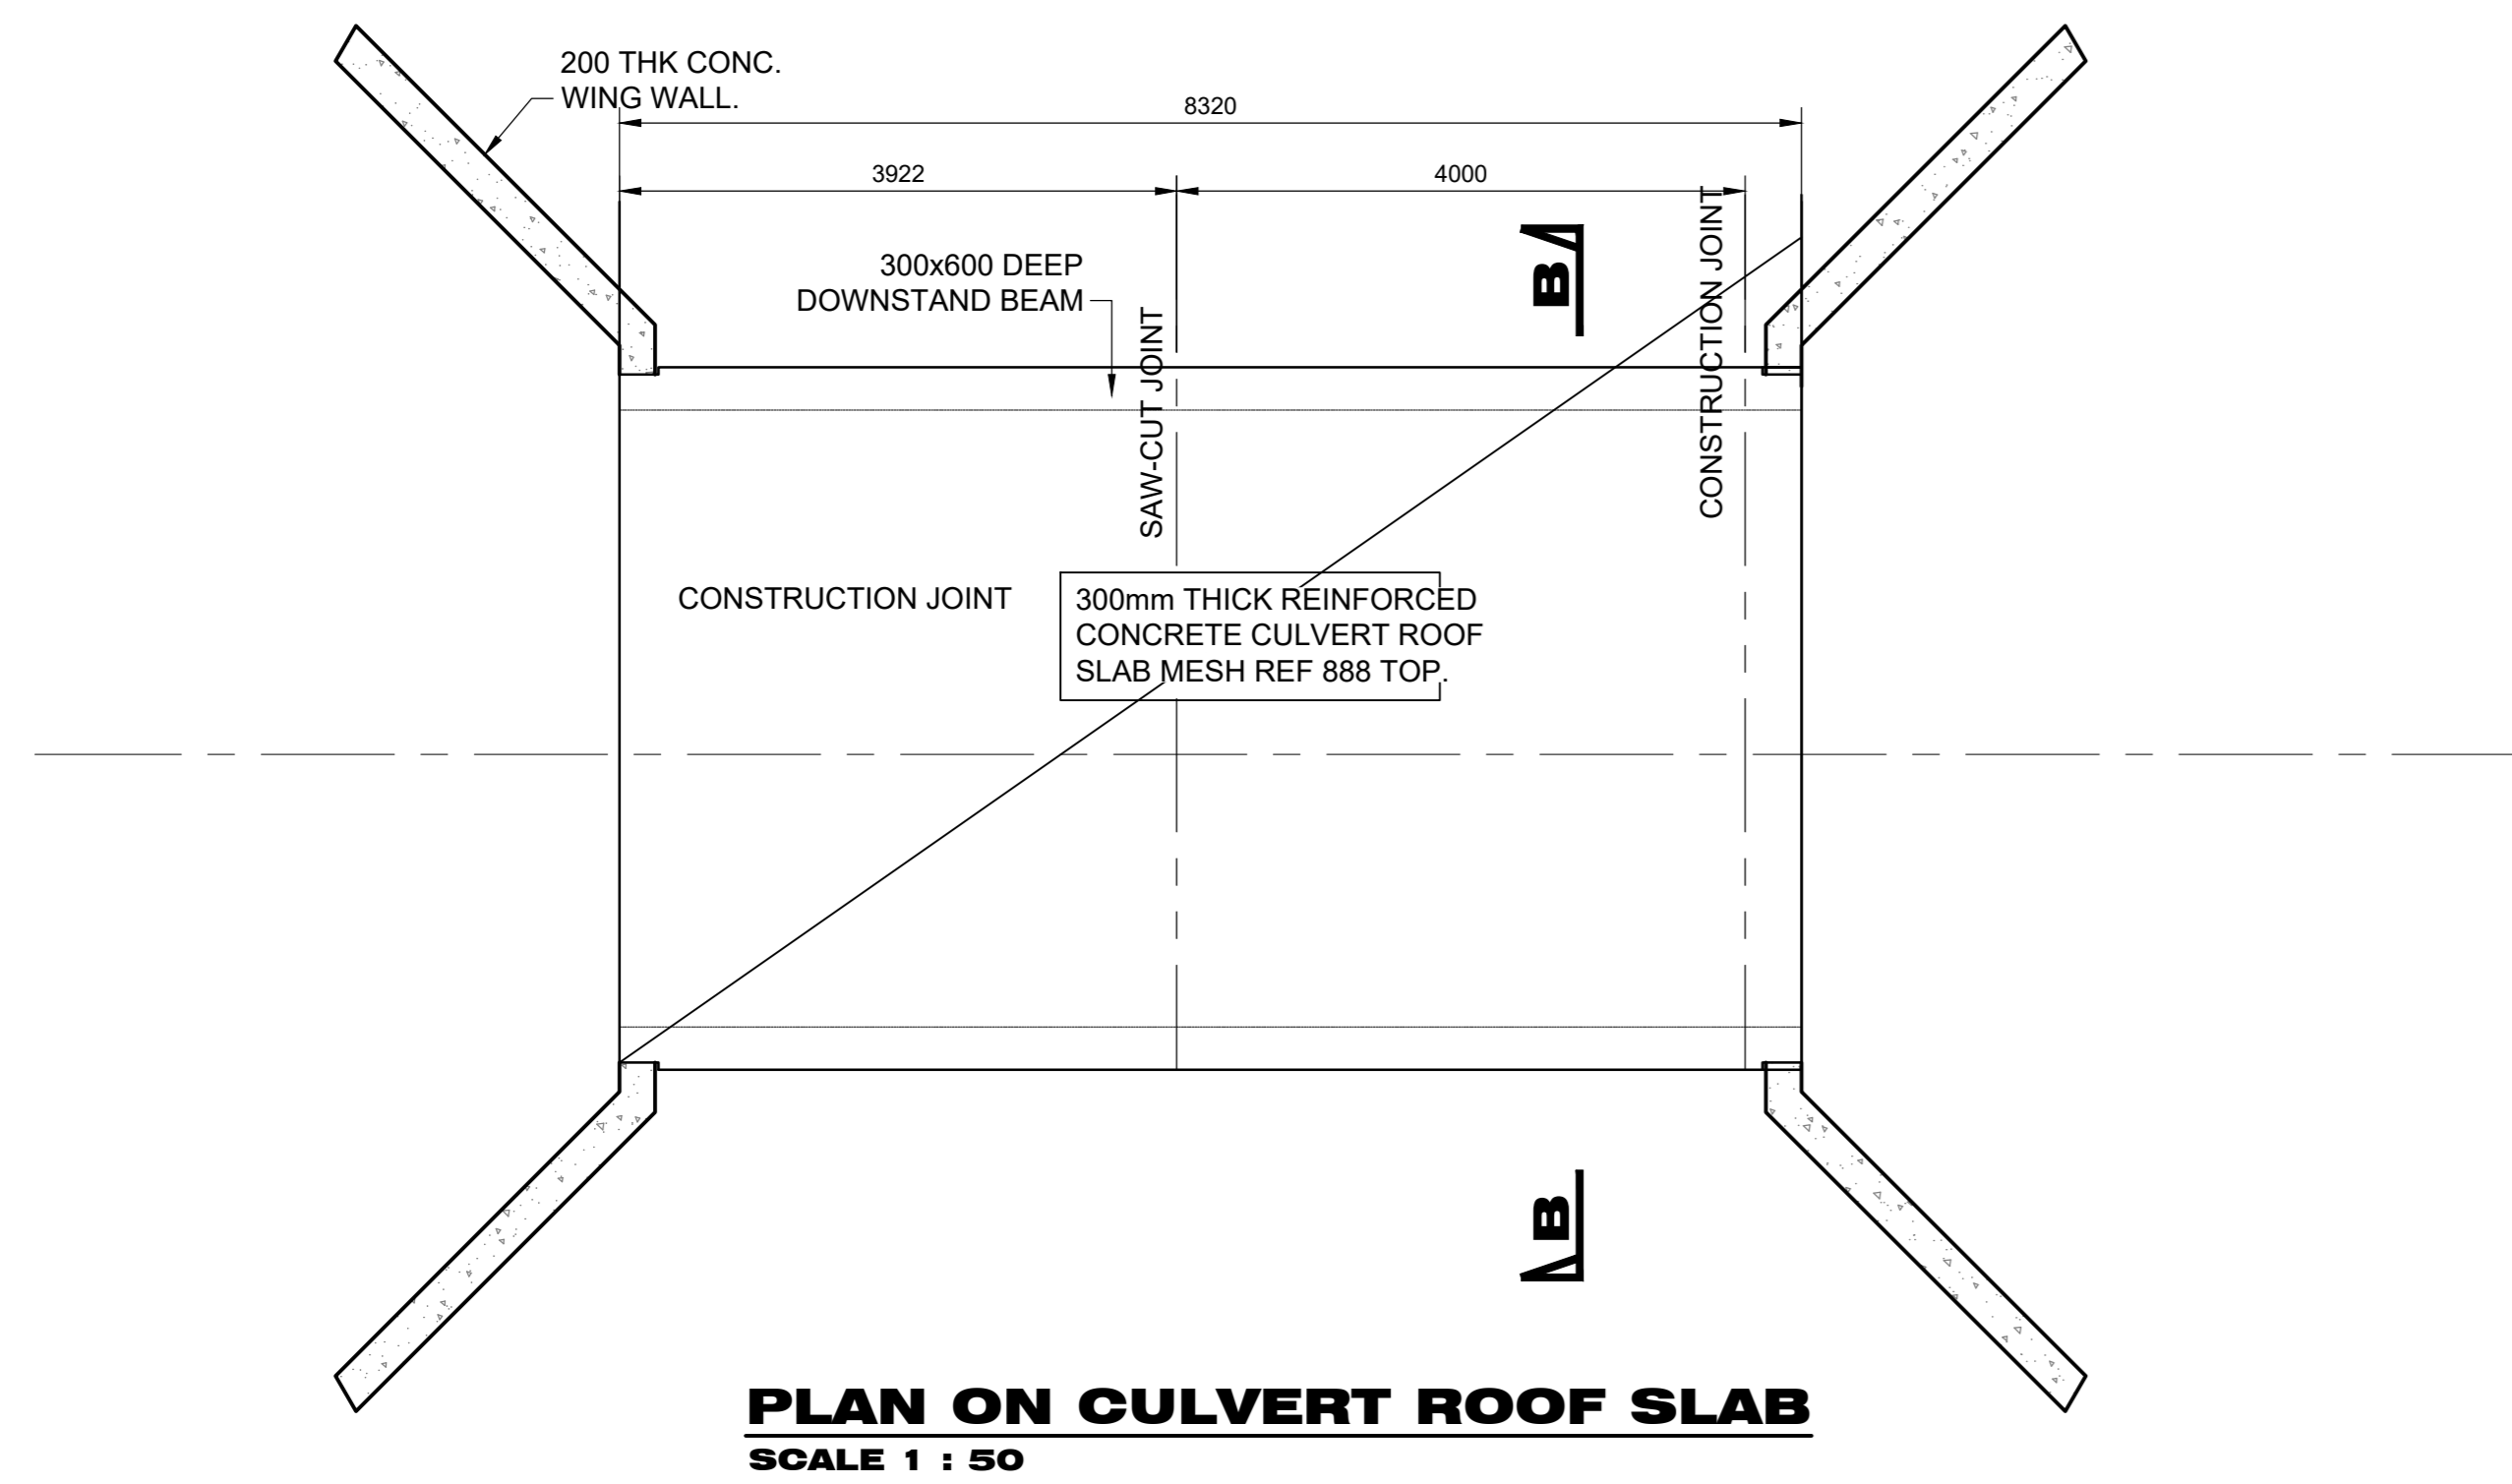 200 THK CONC.
WING WALL.
8320
3922
4000
300x600 DEEP
DOWNSTAND BEAM
SAW-CUT JOINT
B
CONSTRUCTION JOINT
CONSTRUCTION JOINT
300mm THICK REINFORCED
CONCRETE CULVERT ROOF
SLAB MESH REF 888 TOP.
B
PLAN ON CULVERT ROOF SLAB
SCALE 1 : 50